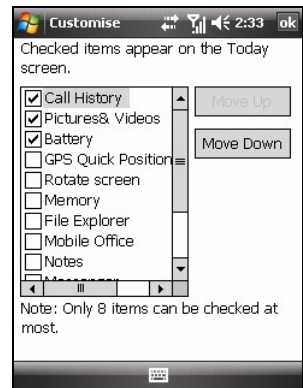 Customise 2:33 ok
Checked items appear on the Today
screen.
Call History
Pictures& Videos
Battery
GPS Quick Position
Rotate screen
Memory
File Explorer
Mobile Office
Notes
Move Up
Move Down
Note: Only 8 items can be checked at
most.